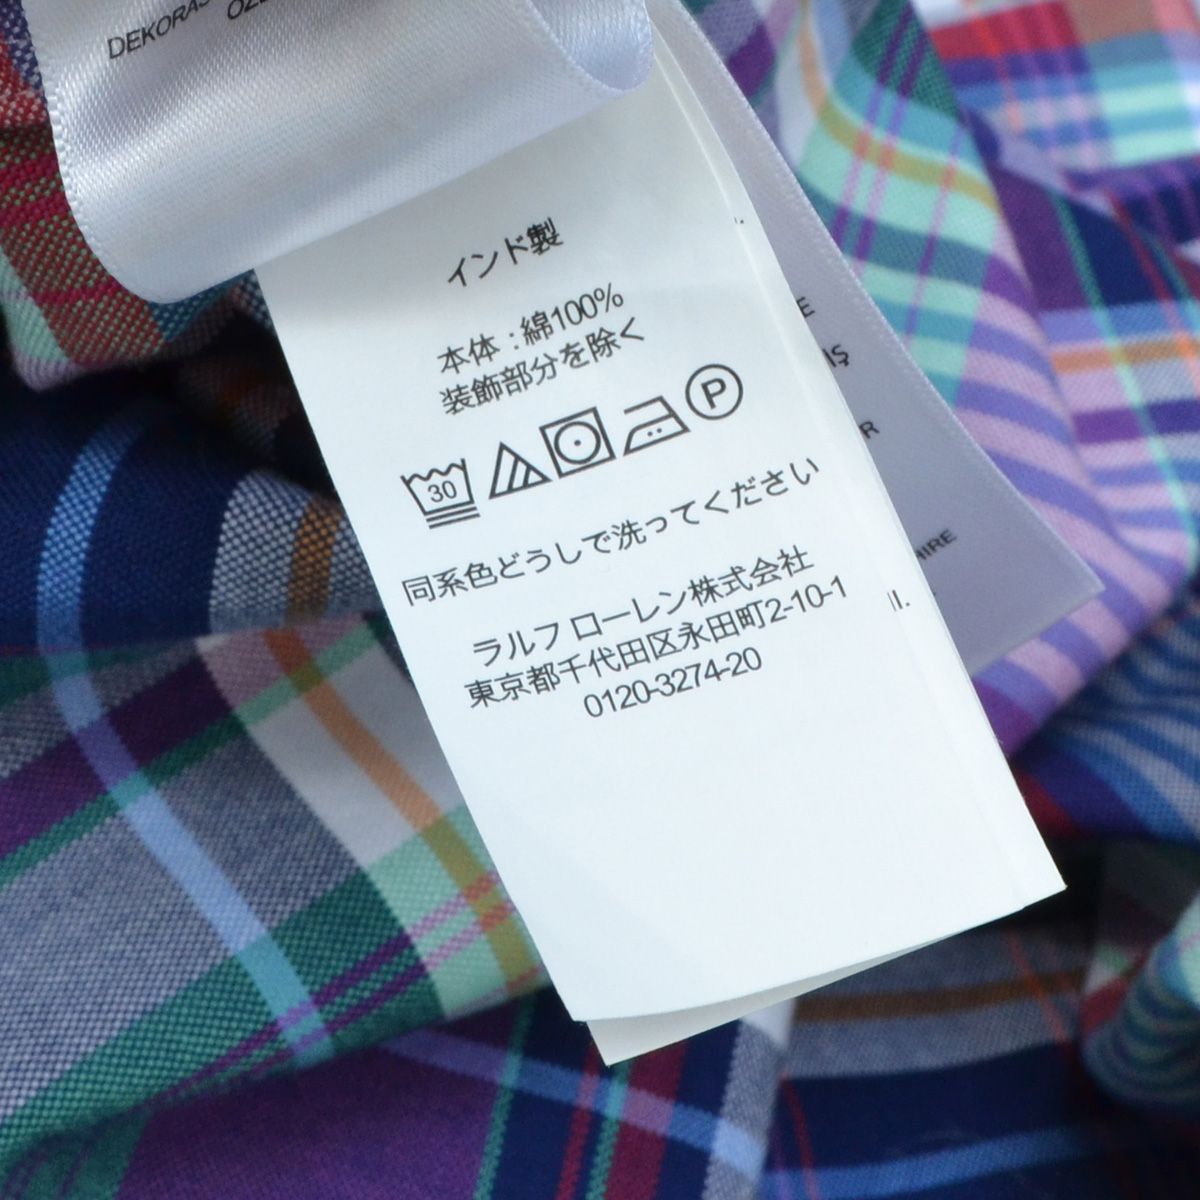 DEKORAS
インド製
本体 : 綿100%
装飾部分を除く
30
P
同系色どうしで洗ってください
ラルフ ローレン株式会社
東京都千代田区永田町2-10-1
0120-3274-20